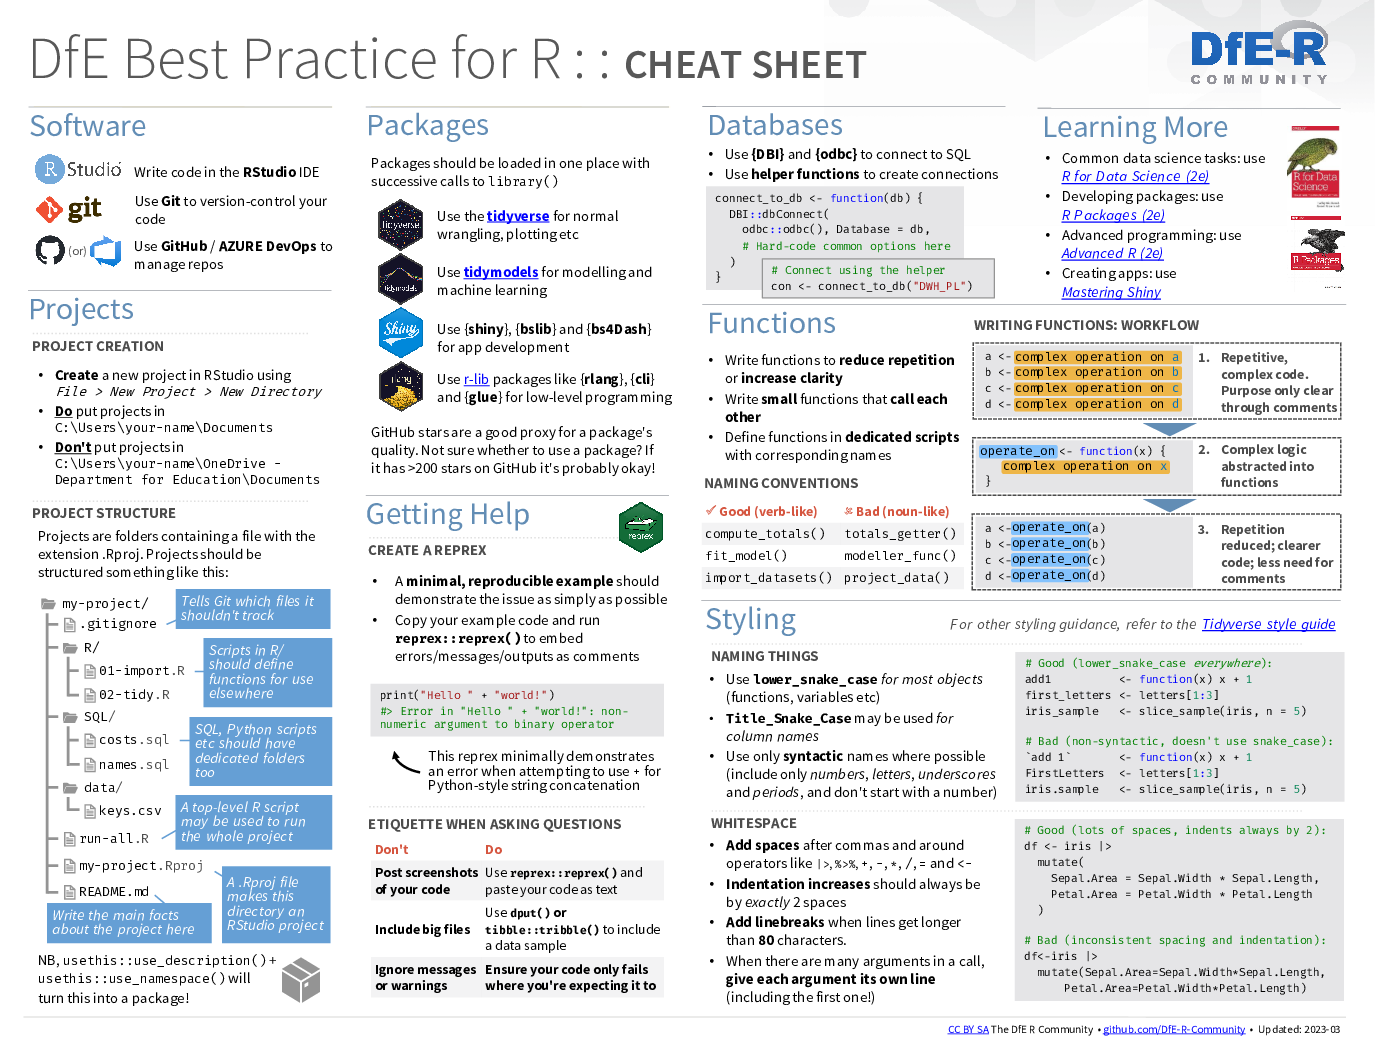 DfE Best Practice for R : : CHEAT SHEET
DfE-R
COMMUNITY
Software
R Studio
Write code in the RStudio IDE
git
Use Git to version-control your
code
(or)
Use GitHub / AZURE DevOps to
manage repos
Projects
PROJECT CREATION
• Create a new project in RStudio using
File > New Project > New Directory
• Do put projects in
C:\Users\your-name\Documents
• Don't put projects in
C:\Users\your-name\OneDrive -
Department for Education\Documents
PROJECT STRUCTURE
Projects are folders containing a file with the
extension .Rproj. Projects should be
structured something like this:
my-project/
.gitignore
Tells Git which files it
shouldn't track
R/
01-import.R
02-tidy.R
Scripts in R/
should define
functions for use
elsewhere
SQL/
costs.sql
names.sql
SQL, Python scripts
etc should have
dedicated folders
too
data/
keys.csv
run-all.R
A top-level R script
may be used to run
the whole project
my-project.Rproj
A .Rproj file
makes this
directory an
RStudio project
README.md
Write the main facts
about the project here
NB, usethis::use_description() +
usethis::use_namespace() will
turn this into a package!
Packages
Packages should be loaded in one place with
successive calls to library()
tidyverse
Use the tidyverse for normal
wrangling, plotting etc
tidymodels
Use tidymodels for modelling and
machine learning
Shiny
Use {shiny}, {bslib} and {bs4Dash}
for app development
rlang
Use r-lib packages like {rlang}, {cli}
and {glue} for low-level programming
GitHub stars are a good proxy for a package's
quality. Not sure whether to use a package? If
it has >200 stars on GitHub it's probably okay!
Getting Help
reprex
CREATE A REPREX
• A minimal, reproducible example should
demonstrate the issue as simply as possible
• Copy your example code and run
reprex::reprex() to embed
errors/messages/outputs as comments
print("Hello " + "world!")
#> Error in "Hello " + "world!": non-
numeric argument to binary operator
This reprex minimally demonstrates
an error when attempting to use + for
Python-style string concatenation
ETIQUETTE WHEN ASKING QUESTIONS
Don't Do
Post screenshots
of your code
Use reprex::reprex() and
paste your code as text
Include big files
Use dput() or
tibble::tribble() to include
a data sample
Ignore messages
or warnings
Ensure your code only fails
where you're expecting it to
Databases
• Use {DBI} and {odbc} to connect to SQL
• Use helper functions to create connections
connect_to_db <- function(db) {
DBI::dbConnect(
odbc::odbc(), Database = db,
# Hard-code common options here
)
}
# Connect using the helper
con <- connect_to_db("DWH_PL")
Learning More
• Common data science tasks: use
R for Data Science (2e)
• Developing packages: use
R Packages (2e)
• Advanced programming: use
Advanced R (2e)
• Creating apps: use
Mastering Shiny
R for Data
Science
R Packages
Functions
• Write functions to reduce repetition
or increase clarity
• Write small functions that call each
other
• Define functions in dedicated scripts
with corresponding names
NAMING CONVENTIONS
✓ Good (verb-like) × Bad (noun-like)
compute_totals() totals_getter()
fit_model() modeller_func()
import_datasets() project_data()
WRITING FUNCTIONS: WORKFLOW
a <- complex operation on a
b <- complex operation on b
c <- complex operation on c
d <- complex operation on d
1. Repetitive,
complex code.
Purpose only clear
through comments
operate_on <- function(x) {
complex operation on x
}
2. Complex logic
abstracted into
functions
a <- operate_on(a)
b <- operate_on(b)
c <- operate_on(c)
d <- operate_on(d)
3. Repetition
reduced; clearer
code; less need for
comments
Styling
For other styling guidance, refer to the Tidyverse style guide
NAMING THINGS
• Use lower_snake_case for most objects
(functions, variables etc)
• Title_Snake_Case may be used for
column names
• Use only syntactic names where possible
(include only numbers, letters, underscores
and periods, and don't start with a number)
# Good (lower_snake_case everywhere):
add1 <- function(x) x + 1
first_letters <- letters[1:3]
iris_sample <- slice_sample(iris, n = 5)
# Bad (non-syntactic, doesn't use snake_case):
`add 1` <- function(x) x + 1
FirstLetters <- letters[1:3]
iris.sample <- slice_sample(iris, n = 5)
WHITESPACE
• Add spaces after commas and around
operators like |>, %>%, +, -, *, /, = and <-
• Indentation increases should always be
by exactly 2 spaces
• Add linebreaks when lines get longer
than 80 characters.
• When there are many arguments in a call,
give each argument its own line
(including the first one!)
# Good (lots of spaces, indents always by 2):
df <- iris |>
mutate(
Sepal.Area = Sepal.Width * Sepal.Length,
Petal.Area = Petal.Width * Petal.Length
)
# Bad (inconsistent spacing and indentation):
df<-iris |>
mutate(Sepal.Area=Sepal.Width*Sepal.Length,
Petal.Area=Petal.Width*Petal.Length)
CC BY SA The DfE R Community • github.com/DfE-R-Community • Updated: 2023-03